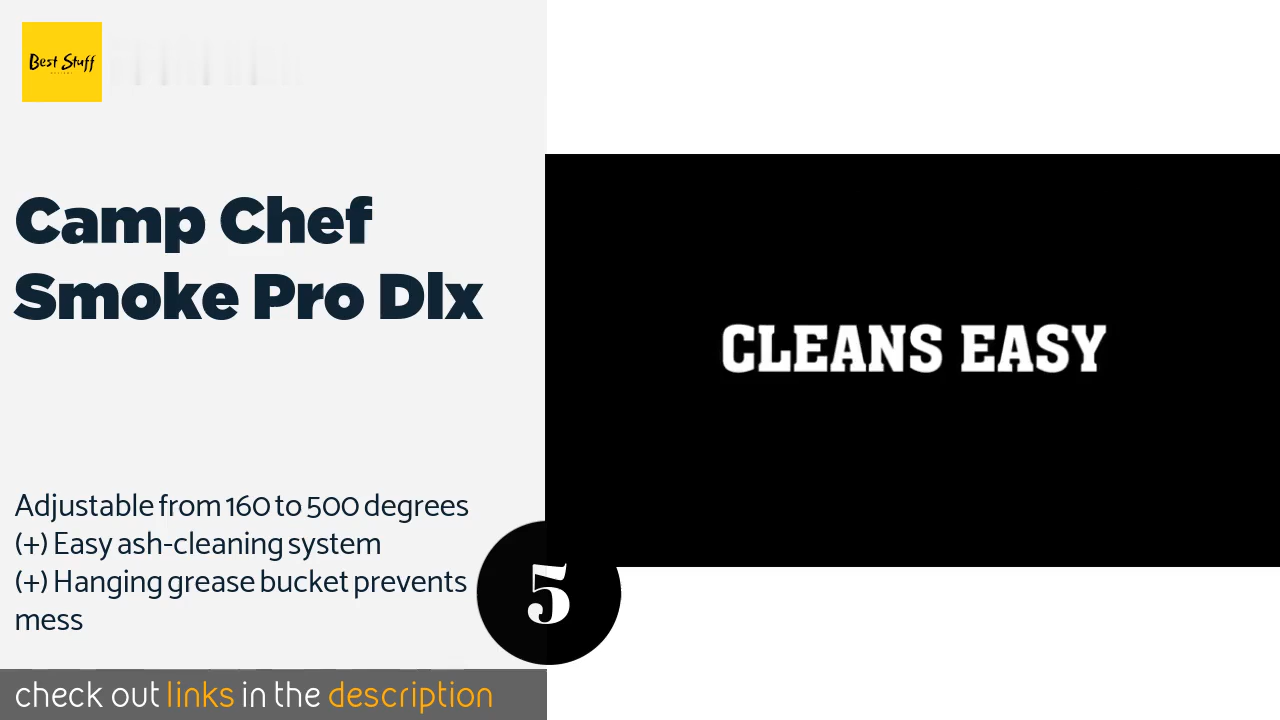 Best Stuff
Camp Chef
Smoke Pro Dlx
CLEANS EASY
Adjustable from 160 to 500 degrees
(+) Easy ash-cleaning system
(+) Hanging grease bucket prevents
mess
5
check out links in the description